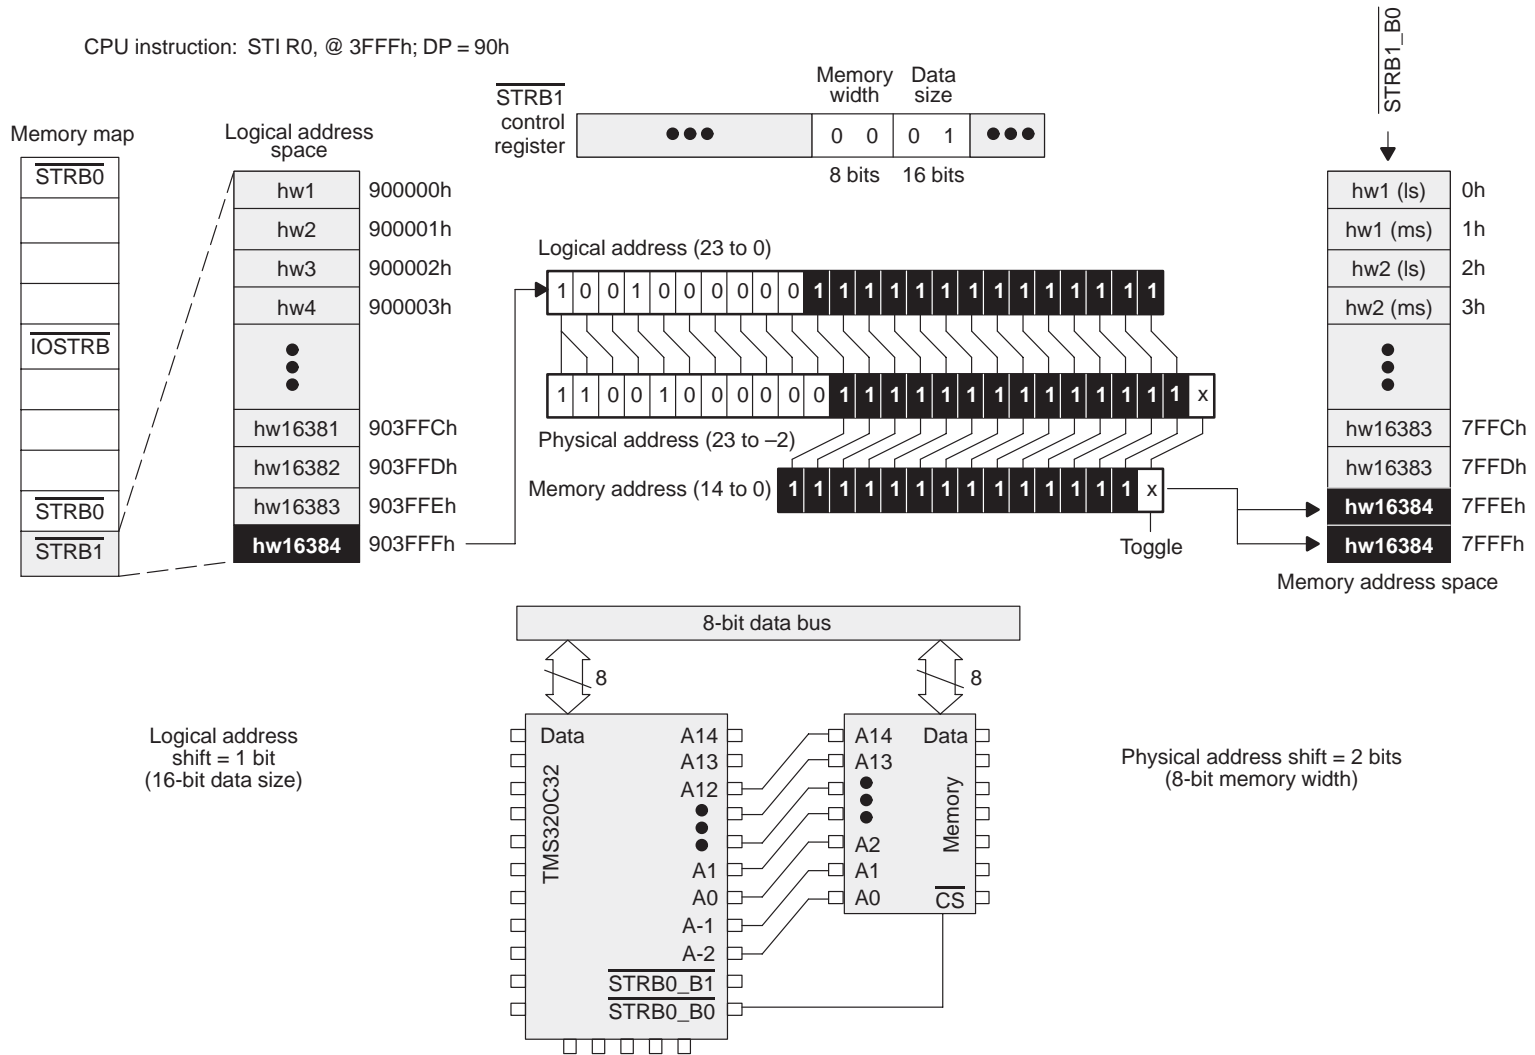 CPU instruction: STI R0, @ 3FFFh; DP = 90h
STRB1_B0
STRB1
control
register
Memory
width
Data
size
0 0 0 1
8 bits 16 bits
Memory map
STRB0
IOSTRB
STRB0
STRB1
Logical address
space
hw1 900000h
hw2 900001h
hw3 900002h
hw4 900003h
hw16381 903FFCh
hw16382 903FFDh
hw16383 903FFEh
hw16384 903FFFh
Logical address (23 to 0)
1 0 0 1 0 0 0 0 0 0 1 1 1 1 1 1 1 1 1 1 1 1 1 1
1 1 0 0 1 0 0 0 0 0 0 1 1 1 1 1 1 1 1 1 1 1 1 1 1 x
Physical address (23 to –2)
Memory address (14 to 0)
1 1 1 1 1 1 1 1 1 1 1 1 1 1 x
Toggle
hw1 (ls) 0h
hw1 (ms) 1h
hw2 (ls) 2h
hw2 (ms) 3h
hw16383 7FFCh
hw16383 7FFDh
hw16384 7FFEh
hw16384 7FFFh
Memory address space
8-bit data bus
8
8
Logical address
shift = 1 bit
(16-bit data size)
Data
TMS320C32
A14
A13
A12
A1
A0
A-1
A-2
STRB0_B1
STRB0_B0
A14 Data
A13
Memory
A2
A1
A0
CS
Physical address shift = 2 bits
(8-bit memory width)